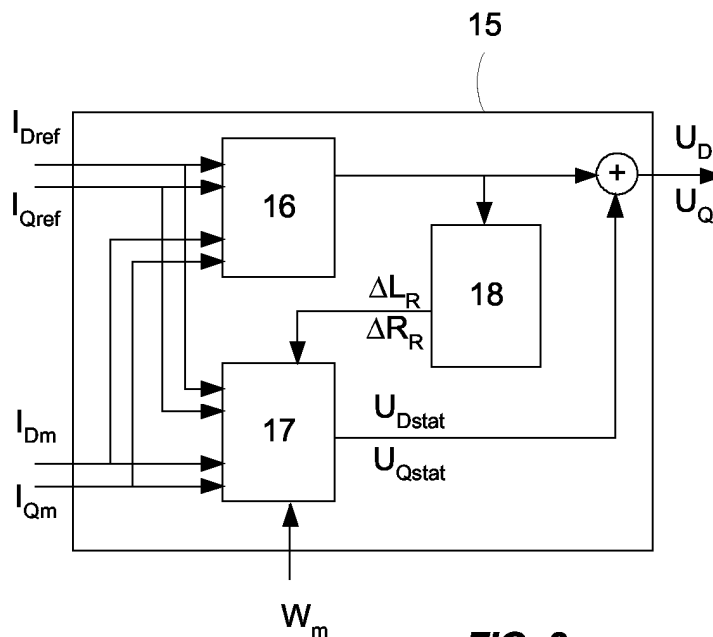 15
I_Dref
I_Qref
16
+
U_D
U_Q
18
ΔL_R
ΔR_R
17
U_Dstat
U_Qstat
I_Dm
I_Qm
W_m